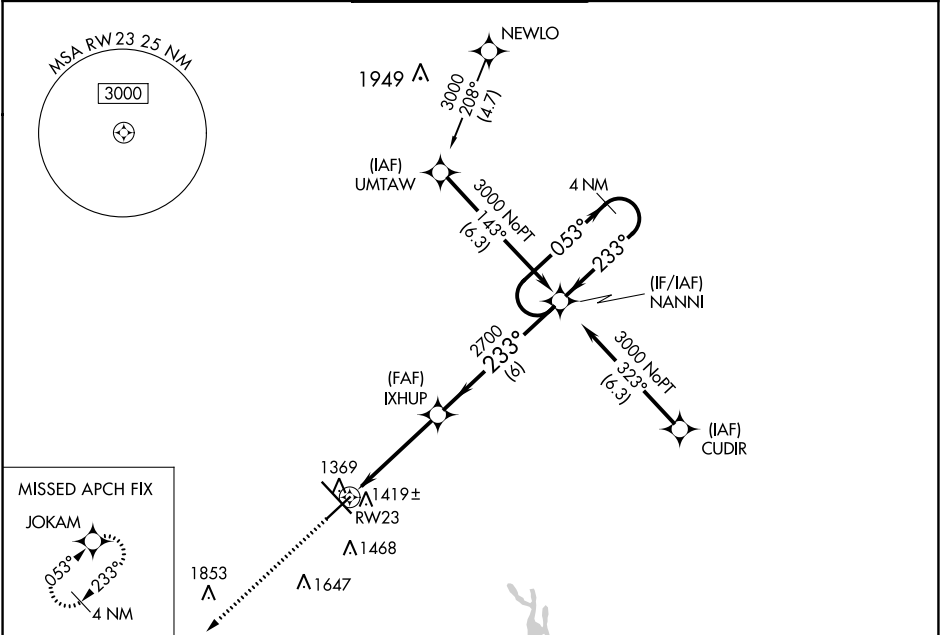 MSA RW23 25 NM
3000
NEWLO
1949
3000
208°
(4.7)
(IAF)
UMTAW
3000 NoPT
143°
(6.3)
4 NM
053°
233°
(IF/IAF)
NANNI
2700
233°
(6)
3000 NoPT
323°
(6.3)
(FAF)
IXHUP
(IAF)
CUDIR
1369
1419±
RW23
1468
1647
1853
MISSED APCH FIX
JOKAM
053°
233°
4 NM